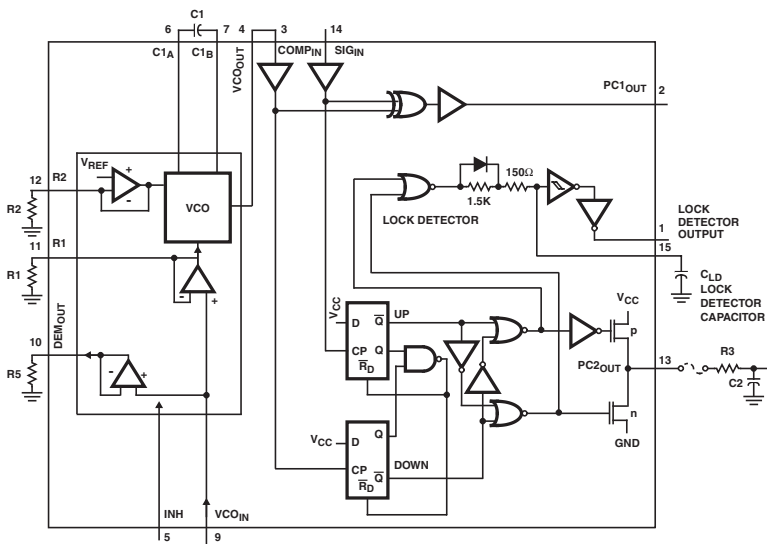 C1
6 7 4 3 14
C1A C1B VCOOUT COMPIN SIGIN
PC1OUT 2
VREF
+
-
12 R2
R2
VCO
150Ω
1.5K
LOCK DETECTOR
LOCK
DETECTOR
OUTPUT
1
15
11 R1
R1
- +
CLD
LOCK
DETECTOR
CAPACITOR
VCC
D Q̅ UP
CP Q
R̅D
VCC
p
10 DEMOUT
R5
- +
PC2OUT 13 R3
C2
n
GND
VCC D Q
CP Q̅ DOWN
R̅D
INH VCOIN
5 9